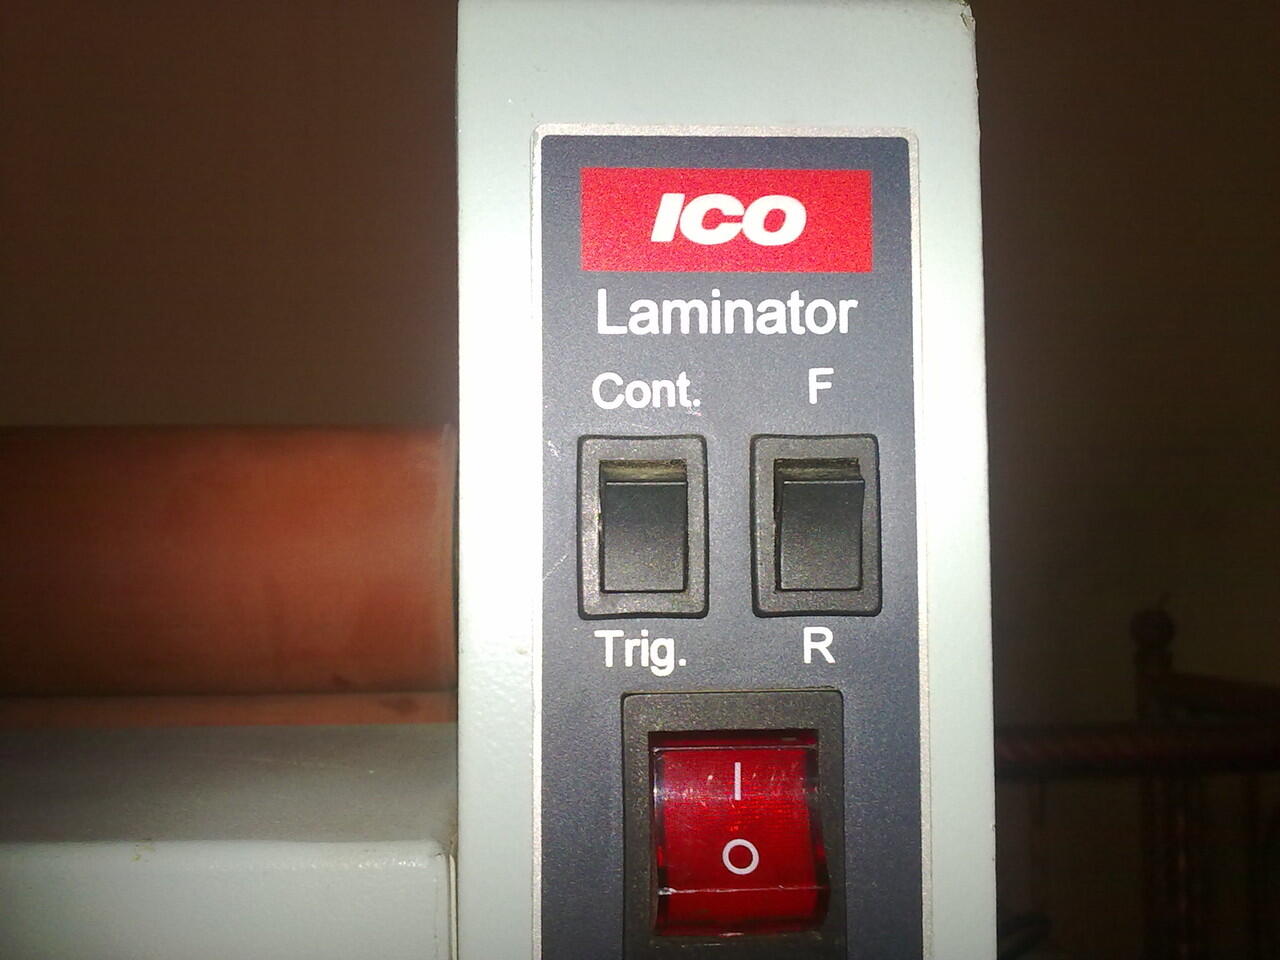 ICO
Laminator
Cont. F
Trig. R
I
O